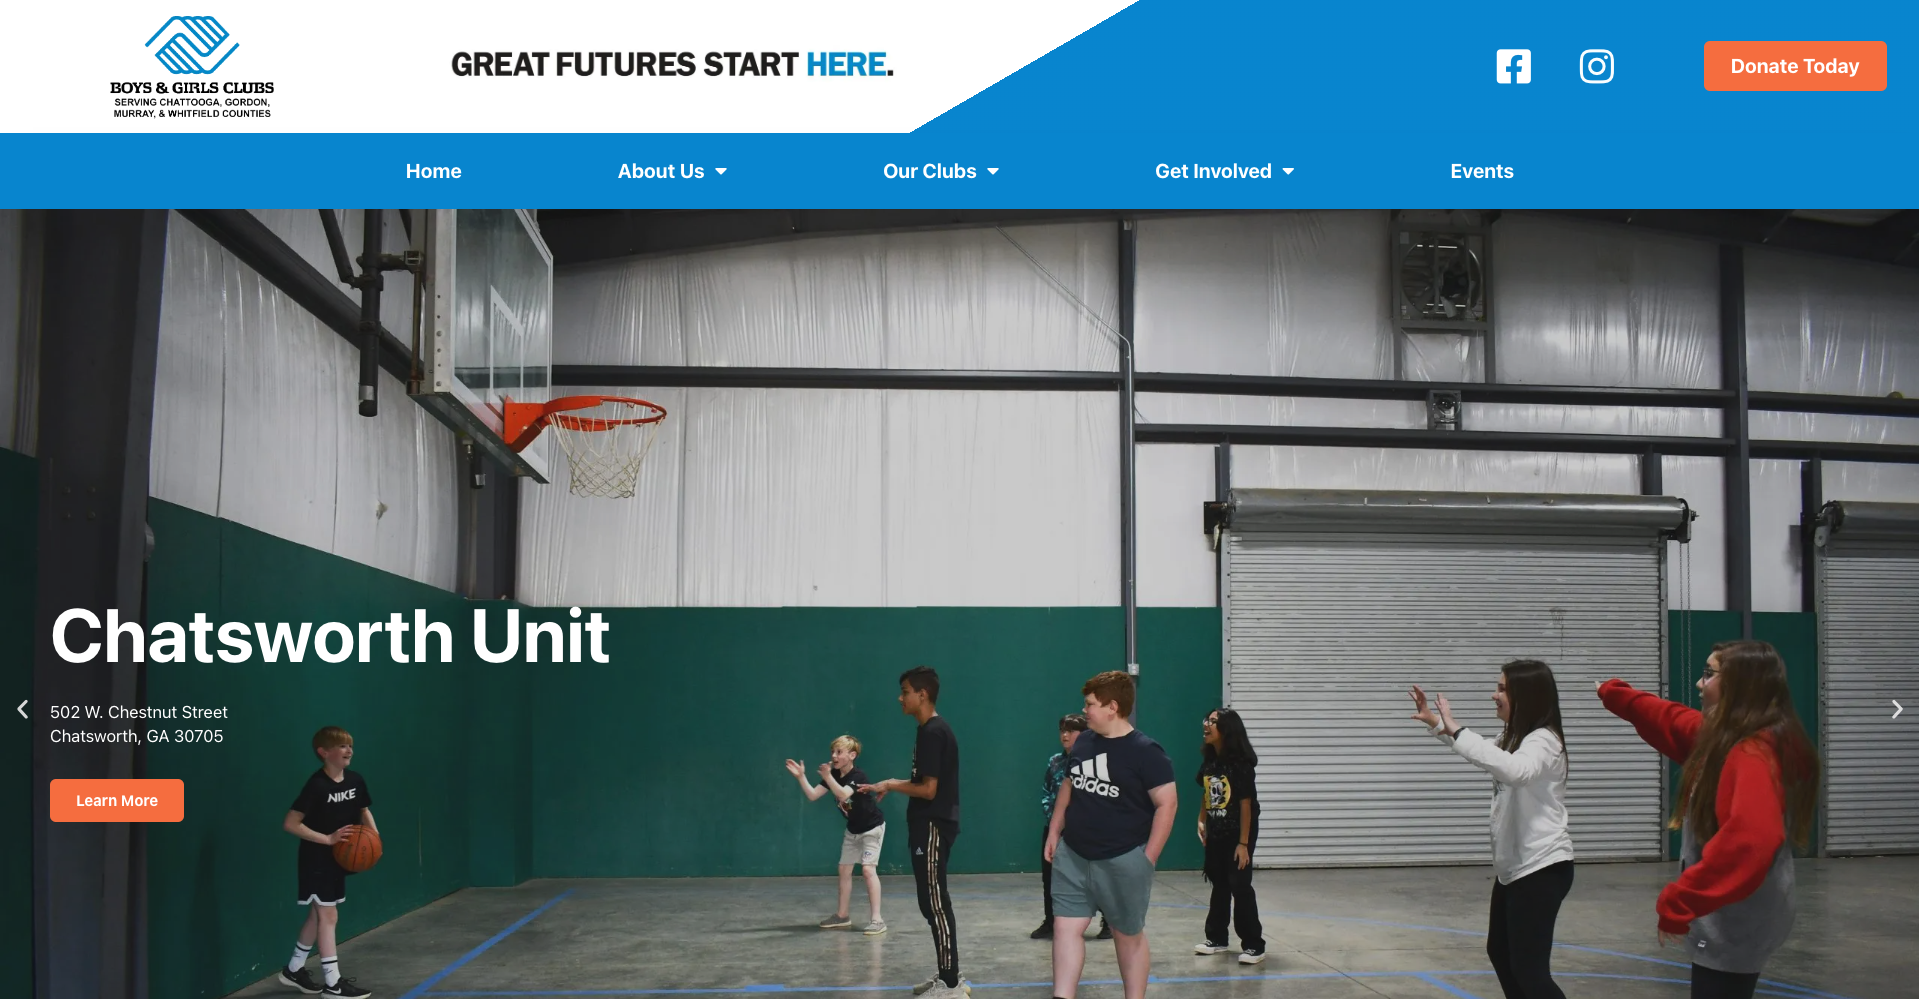 BOYS & GIRLS CLUBS
SERVING CHATTOOGA, GORDON,
MURRAY, & WHITFIELD COUNTIES
GREAT FUTURES START HERE.
Donate Today
Home
About Us
Our Clubs
Get Involved
Events
Chatsworth Unit
502 W. Chestnut Street
Chatsworth, GA 30705
Learn More
NIKE
adidas